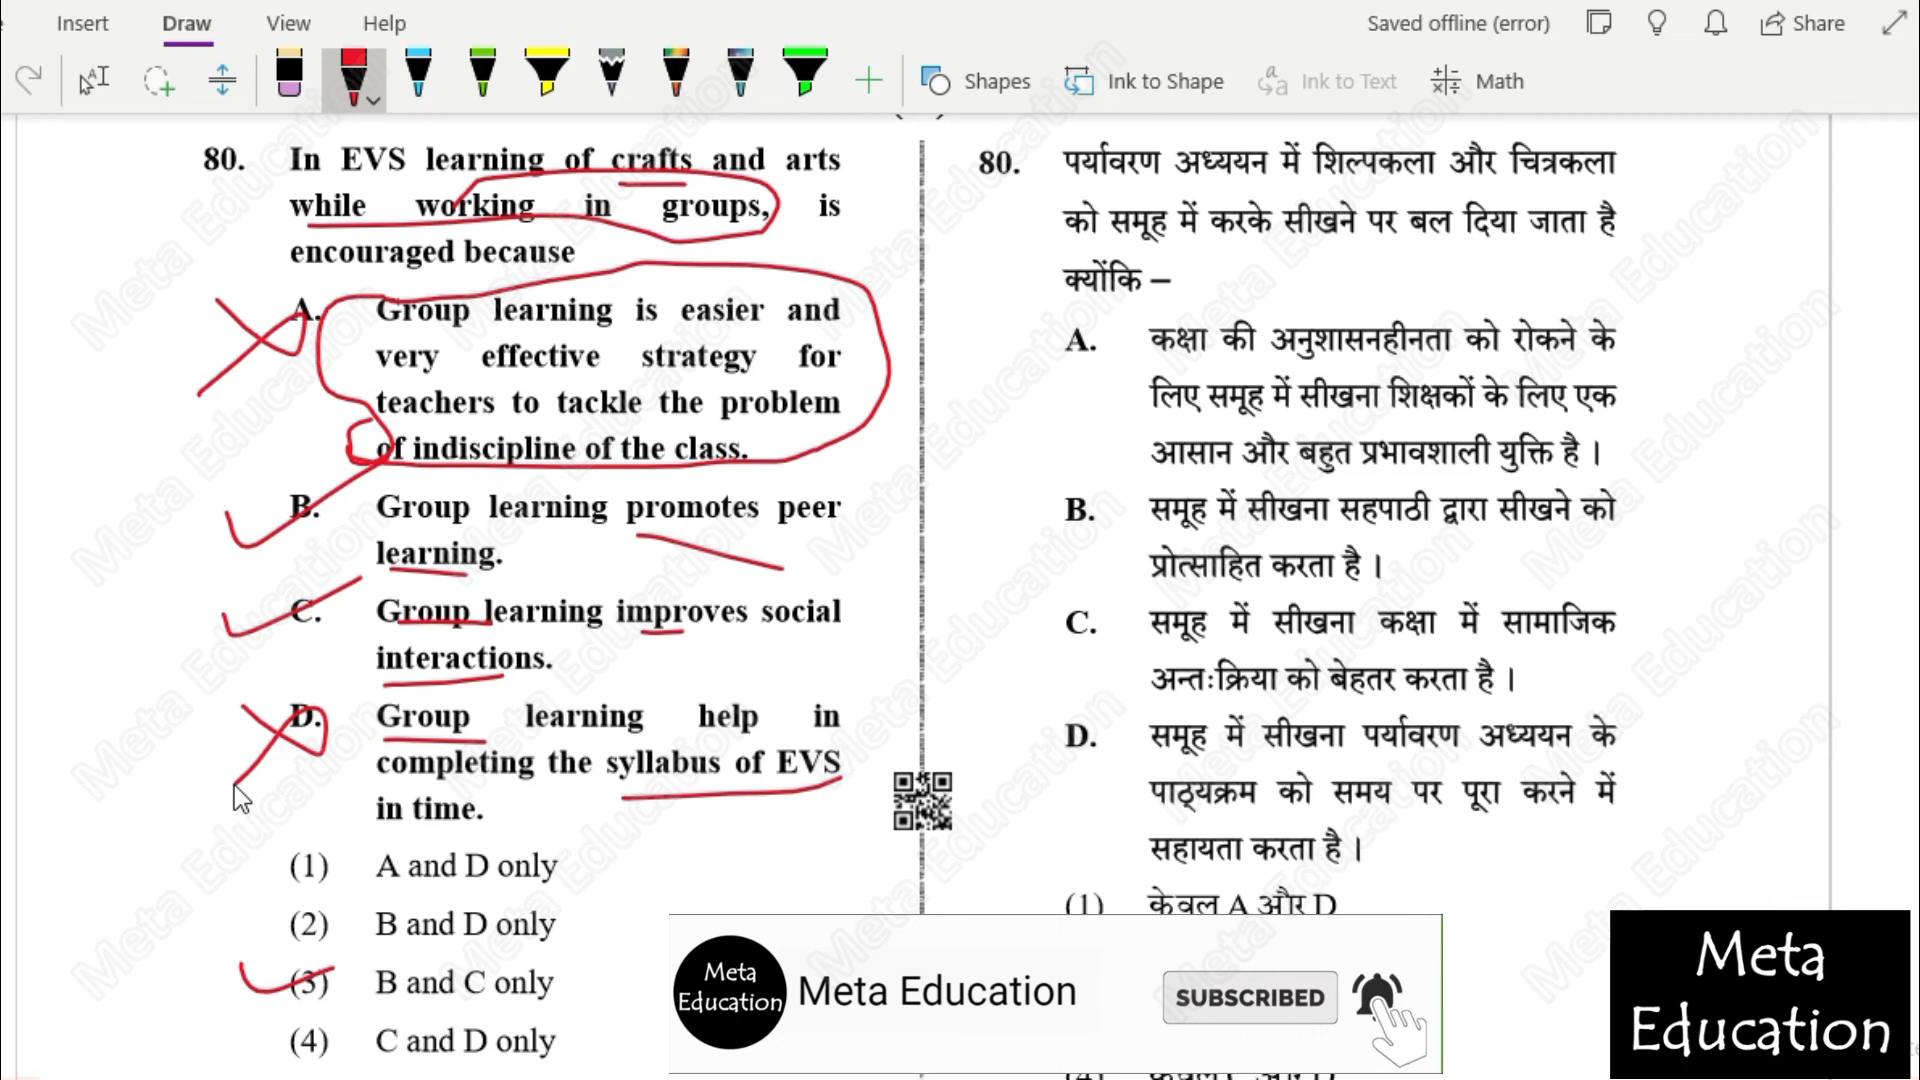 Insert Draw View Help Saved offline (error) Share
Shapes Ink to Shape Ink to Text Math
80. In EVS learning of crafts and arts
while working in groups, is
encouraged because
A. Group learning is easier and
very effective strategy for
teachers to tackle the problem
of indiscipline of the class.
B. Group learning promotes peer
learning.
C. Group learning improves social
interactions.
D. Group learning help in
completing the syllabus of EVS
in time.
(1) A and D only
(2) B and D only
(3) B and C only
(4) C and D only
80. पर्यावरण अध्ययन में शिल्पकला और चित्रकला
को समूह में करके सीखने पर बल दिया जाता है
क्योंकि –
A. कक्षा की अनुशासनहीनता को रोकने के
लिए समूह में सीखना शिक्षकों के लिए एक
आसान और बहुत प्रभावशाली युक्ति है ।
B. समूह में सीखना सहपाठी द्वारा सीखने को
प्रोत्साहित करता है ।
C. समूह में सीखना कक्षा में सामाजिक
अन्तःक्रिया को बेहतर करता है ।
D. समूह में सीखना पर्यावरण अध्ययन के
पाठ्यक्रम को समय पर पूरा करने में
सहायता करता है ।
(1) केवल A और D
Meta
Education
Meta Education
SUBSCRIBED
Meta
Education